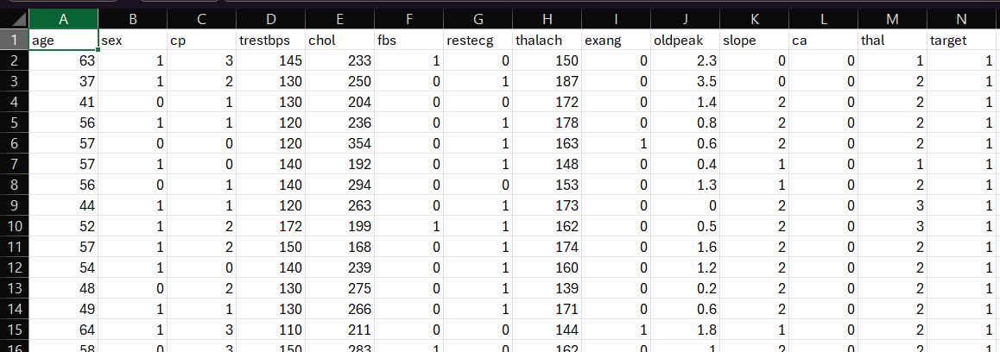 A B C D E F G H I J K L M N
1 age sex cp trestbps chol fbs restecg thalach exang oldpeak slope ca thal target
2 63 1 3 145 233 1 0 150 0 2.3 0 0 1 1
3 37 1 2 130 250 0 1 187 0 3.5 0 0 2 1
4 41 0 1 130 204 0 0 172 0 1.4 2 0 2 1
5 56 1 1 120 236 0 1 178 0 0.8 2 0 2 1
6 57 0 0 120 354 0 1 163 1 0.6 2 0 2 1
7 57 1 0 140 192 0 1 148 0 0.4 1 0 1 1
8 56 0 1 140 294 0 0 153 0 1.3 1 0 2 1
9 44 1 1 120 263 0 1 173 0 0 2 0 3 1
10 52 1 2 172 199 1 1 162 0 0.5 2 0 3 1
11 57 1 2 150 168 0 1 174 0 1.6 2 0 2 1
12 54 1 0 140 239 0 1 160 0 1.2 2 0 2 1
13 48 0 2 130 275 0 1 139 0 0.2 2 0 2 1
14 49 1 1 130 266 0 1 171 0 0.6 2 0 2 1
15 64 1 3 110 211 0 0 144 1 1.8 1 0 2 1
16 58 0 3 150 283 1 0 162 0 1 2 0 2 1